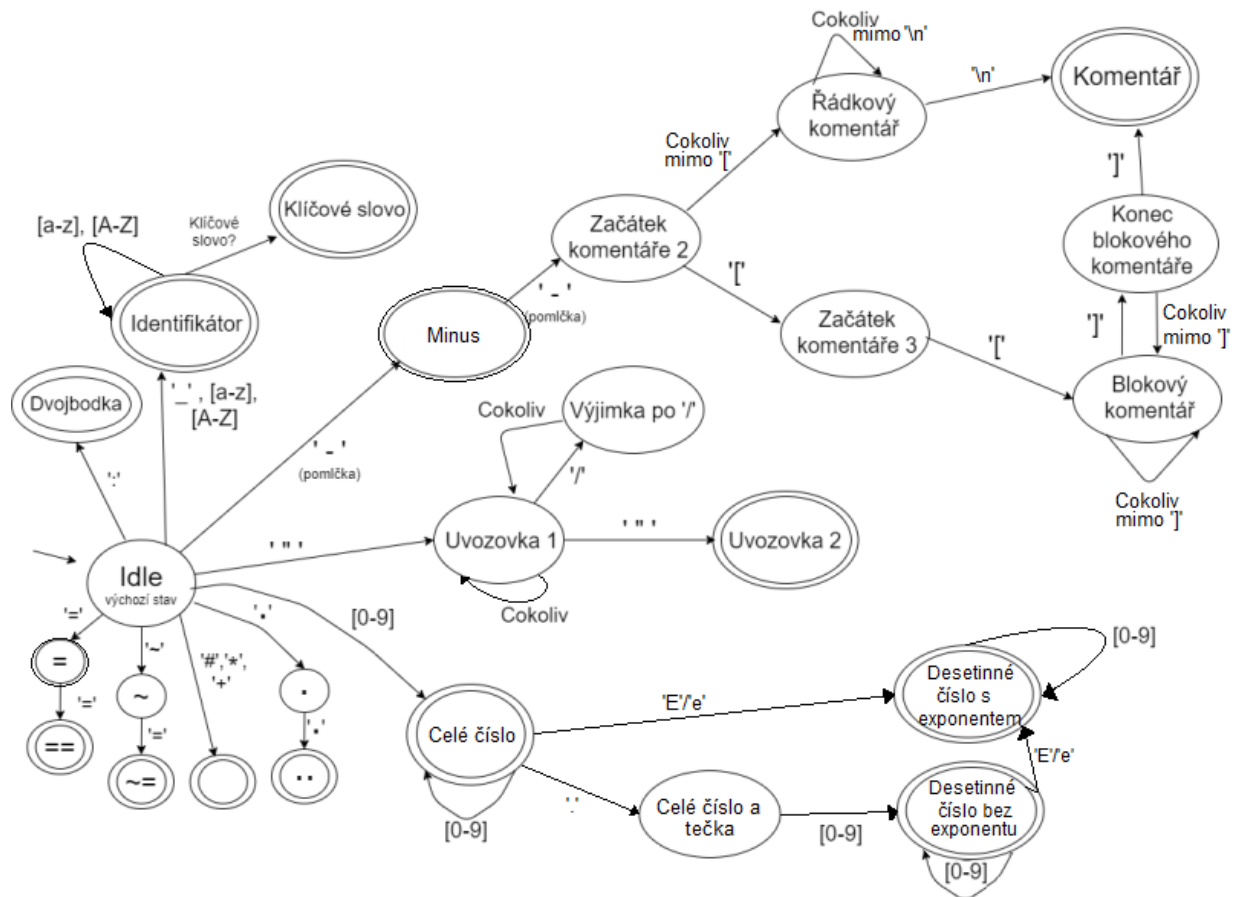 Cokoliv
mimo '\n'
'\n'
Komentář
Řádkový
komentář
Cokoliv
mimo '['
']'
Klíčové slovo
[a-z], [A-Z]
Klíčové
slovo?
Začátek
komentáře 2
Konec
blokového
komentáře
'['
' - '
(pomlčka)
Identifikátor
Minus
Začátek
komentáře 3
']'
Cokoliv
mimo ']'
'['
Dvojbodka
'_' , [a-z],
[A-Z]
Cokoliv
Výjimka po '/'
Blokový
komentář
' - '
(pomlčka)
'/'
':'
Cokoliv
mimo ']'
' " '
Uvozovka 1
' " '
Uvozovka 2
Idle
výchozí stav
Cokoliv
'='
'~'
'#','*',
'+'
'.'
[0-9]
[0-9]
=
~
.
Desetinné
číslo s
exponentem
'E'/'e'
Celé číslo
'='
'='
'.'
==
~=
..
'E'/'e'
'.'
Celé číslo a
tečka
Desetinné
číslo bez
exponentu
[0-9]
[0-9]
[0-9]